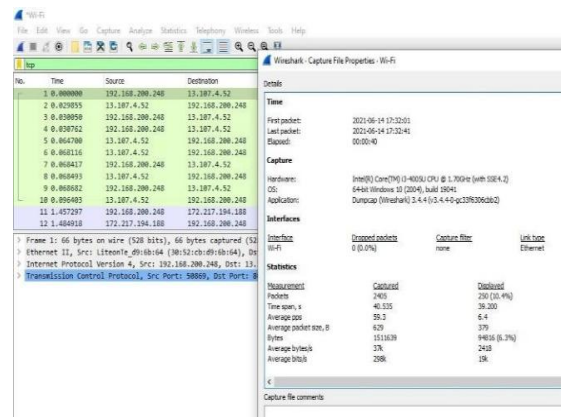 *Wi-Fi
File Edit View Go Capture Analyze Statistics Telephony Wireless Tools Help
tcp
No. Time Source Destination
1 0.000000 192.168.200.248 13.107.4.52
2 0.029855 13.107.4.52 192.168.200.248
3 0.030050 192.168.200.248 13.107.4.52
4 0.030762 192.168.200.248 13.107.4.52
5 0.064700 13.107.4.52 192.168.200.248
6 0.068116 13.107.4.52 192.168.200.248
7 0.068417 192.168.200.248 13.107.4.52
8 0.068493 192.168.200.248 13.107.4.52
9 0.068682 192.168.200.248 13.107.4.52
10 0.096403 13.107.4.52 192.168.200.248
11 1.457297 192.168.200.248 172.217.194.188
12 1.484918 172.217.194.188 192.168.200.248
> Frame 1: 66 bytes on wire (528 bits), 66 bytes captured (52
> Ethernet II, Src: LiteonTe_d9:6b:64 (30:52:cb:d9:6b:64), Ds
> Internet Protocol Version 4, Src: 192.168.200.248, Dst: 13.
> Transmission Control Protocol, Src Port: 50869, Dst Port: 8
Wireshark · Capture File Properties · Wi-Fi
Details
Time
First packet: 2021-06-14 17:32:01
Last packet: 2021-06-14 17:32:41
Elapsed: 00:00:40
Capture
Hardware: Intel(R) Core(TM) i3-4005U CPU @ 1.70GHz (with SSE4.2)
OS: 64-bit Windows 10 (2004), build 19041
Application: Dumpcap (Wireshark) 3.4.4 (v3.4.4-0-gc33f6306cbb2)
Interfaces
Interface Dropped packets Capture filter Link type
Wi-Fi 0 (0.0%) none Ethernet
Statistics
Measurement Captured Displayed
Packets 2405 250 (10.4%)
Time span, s 40.535 39.200
Average pps 59.3 6.4
Average packet size, B 629 379
Bytes 1511639 94816 (6.3%)
Average bytes/s 37k 2418
Average bits/s 298k 19k
Capture file comments